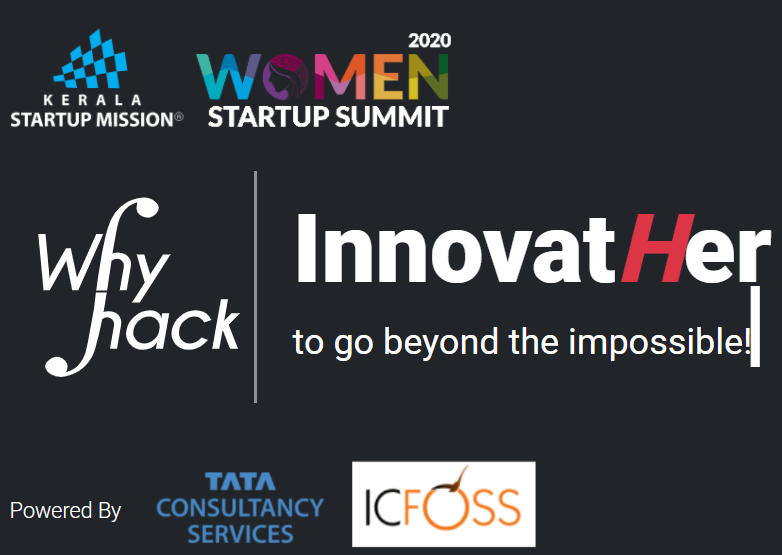 KERALA
STARTUP MISSION®
2020
WOMEN
STARTUP SUMMIT
Why
hack
InnovatHer
to go beyond the impossible!
Powered By
TATA
CONSULTANCY
SERVICES
ICFOSS